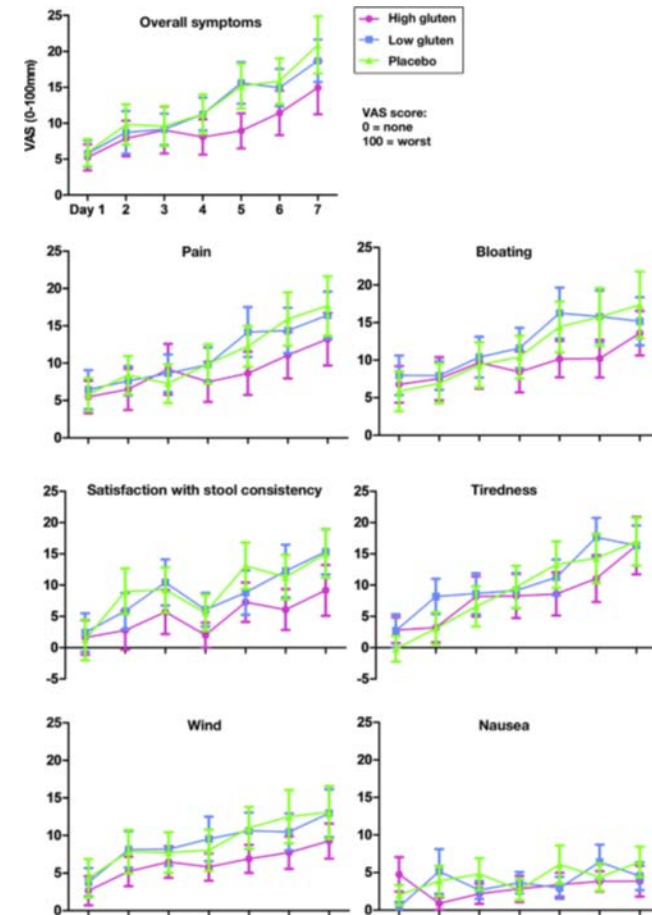 Overall symptoms
High gluten
Low gluten
Placebo
VAS score:
0 = none
100 = worst
VAS (0-100mm)
25
20
15
10
5
0
Day 1 2 3 4 5 6 7
Pain
25
20
15
10
5
0
Bloating
25
20
15
10
5
0
Satisfaction with stool consistency
25
20
15
10
5
0
-5
Tiredness
25
20
15
10
5
0
-5
Wind
25
20
15
10
5
0
Nausea
25
20
15
10
5
0